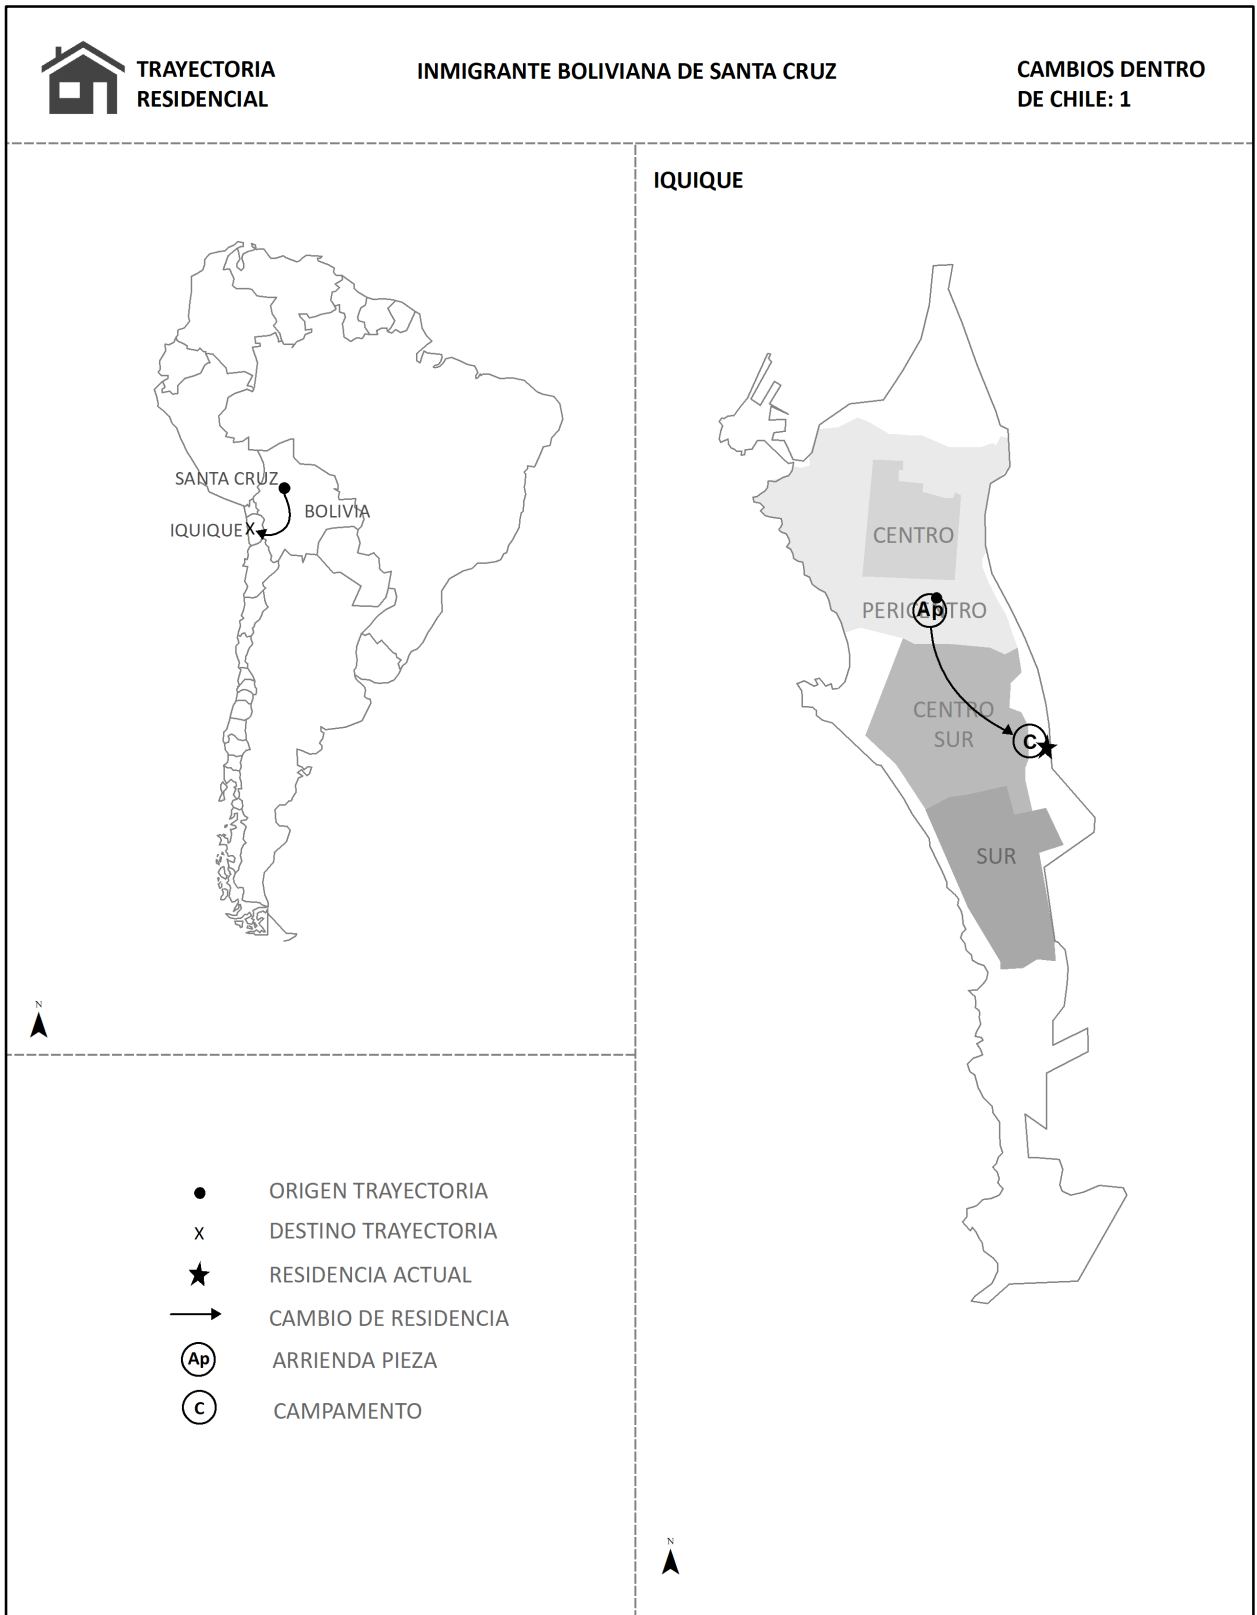 TRAYECTORIA
RESIDENCIAL
INMIGRANTE BOLIVIANA DE SANTA CRUZ
CAMBIOS DENTRO
DE CHILE: 1
SANTA CRUZ
BOLIVIA
IQUIQUE X
N
IQUIQUE
CENTRO
PERICENTRO
Ap
CENTRO
SUR
C
SUR
N
ORIGEN TRAYECTORIA
X DESTINO TRAYECTORIA
RESIDENCIA ACTUAL
CAMBIO DE RESIDENCIA
Ap ARRIENDA PIEZA
C CAMPAMENTO